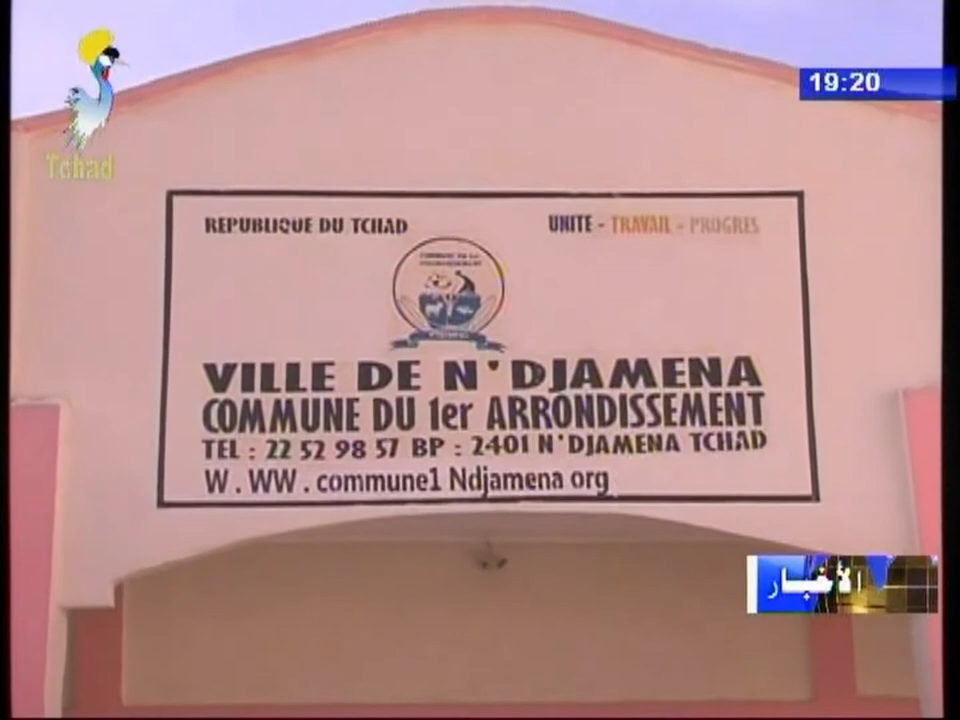 19:20
Tchad
REPUBLIQUE DU TCHAD
UNITE - TRAVAIL - PROGRES
VILLE DE N'DJAMENA
COMMUNE DU 1er ARRONDISSEMENT
TEL : 22 52 98 57 BP : 2401 N'DJAMENA TCHAD
W . WW . commune1 Ndjamena org
الأخبار